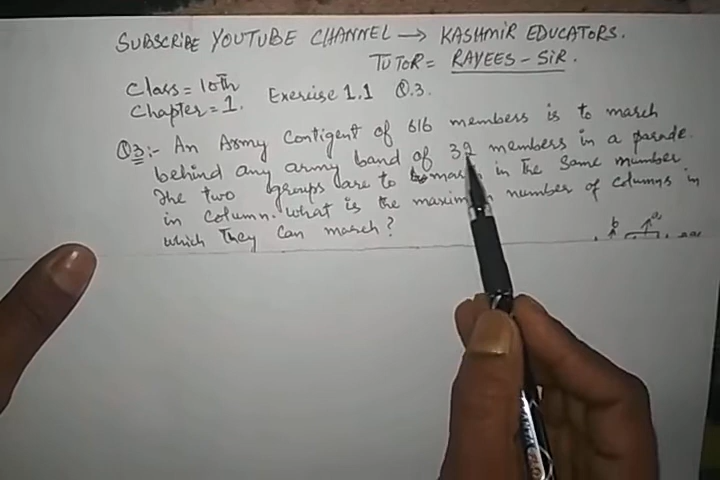 SUBSCRIBE YOUTUBE CHANNEL → KASHMIR EDUCATORS.
TUTOR = RAYEES - SIR.
Class = 10th
Chapter = 1. Exercise 1.1 Q.3.
Q3:- An Army Contigent of 616 members is to march
behind any army band of 32 members in a parade.
The two groups are to march in the Same number
in column. What is the maximum number of columns in
which They can march?
b